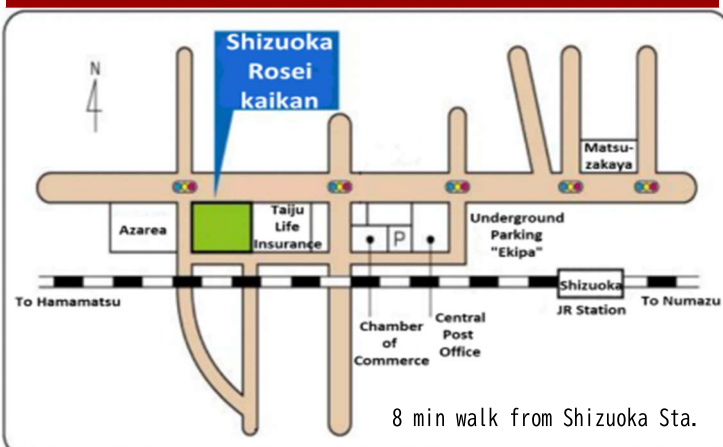 Shizuoka
Rosei
kaikan
N
Matsu-
zakaya
Azarea
Taiju
Life
Insurance
P
Underground
Parking
"Ekipa"
To Hamamatsu
Shizuoka
JR Station
To Numazu
Chamber
of
Commerce
Central
Post
Office
8 min walk from Shizuoka Sta.